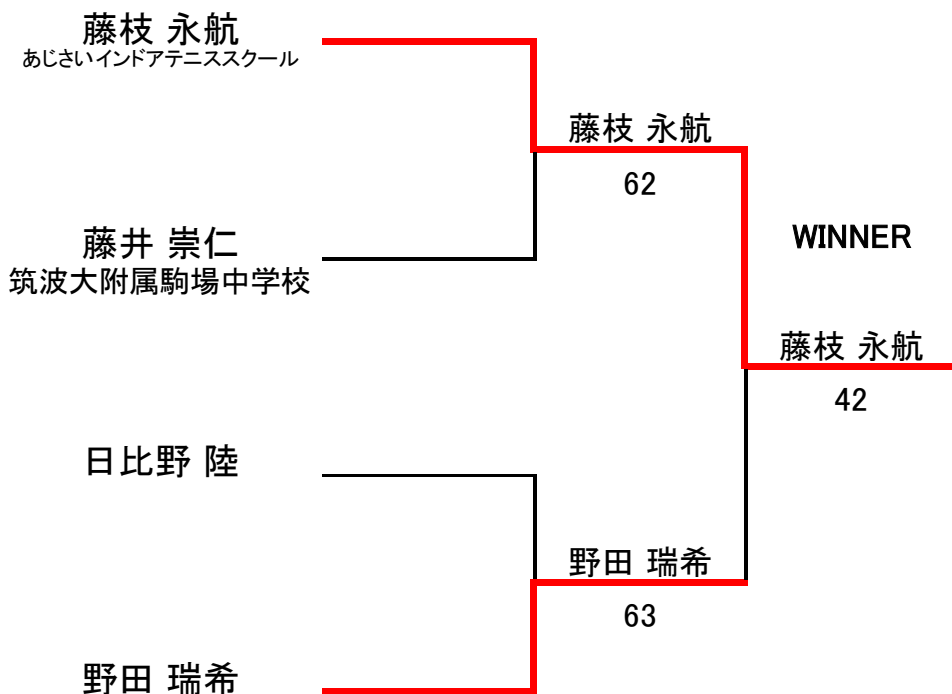 藤枝 永航
あじさいインドアテニススクール
藤枝 永航
62
藤井 崇仁
筑波大附属駒場中学校
WINNER
藤枝 永航
42
日比野 陸
野田 瑞希
63
野田 瑞希